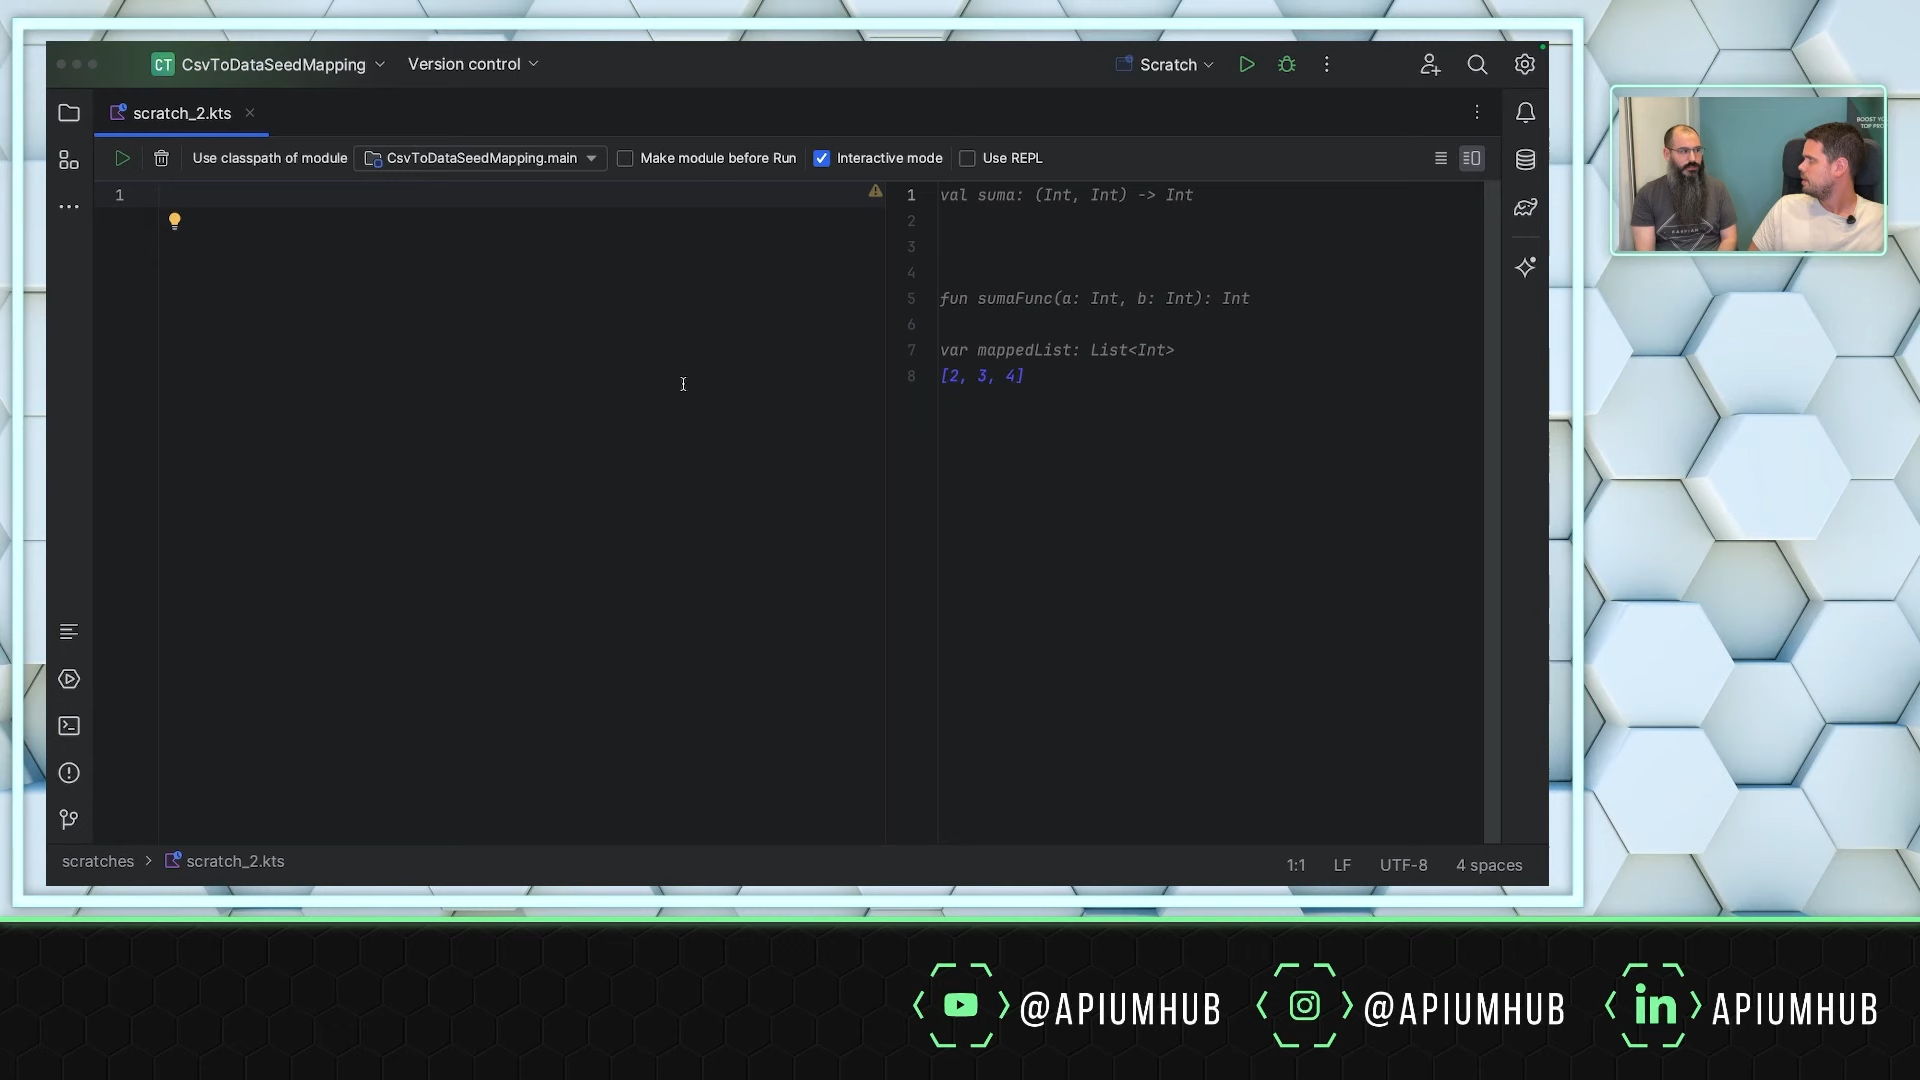 CT CsvToDataSeedMapping Version control Scratch
scratch_2.kts
Use classpath of module CsvToDataSeedMapping.main Make module before Run Interactive mode Use REPL
1
1 val suma: (Int, Int) -> Int
2
3
4
5 fun sumaFunc(a: Int, b: Int): Int
6
7 var mappedList: List<Int>
8 [2, 3, 4]
scratches > scratch_2.kts
1:1 LF UTF-8 4 spaces
@APIUMHUB @APIUMHUB in APIUMHUB